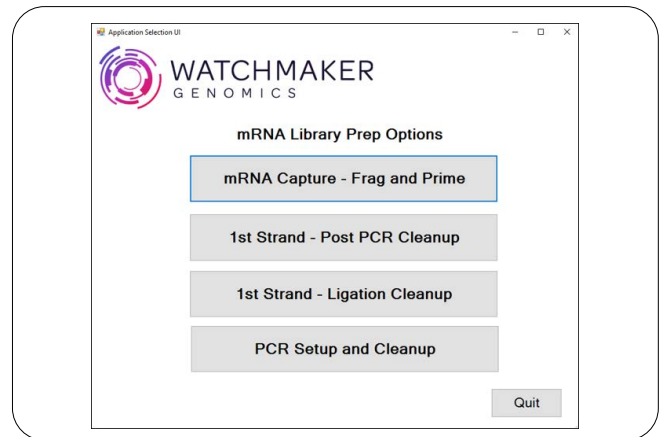 Application Selection UI
WATCHMAKER
GENOMICS
mRNA Library Prep Options
mRNA Capture - Frag and Prime
1st Strand - Post PCR Cleanup
1st Strand - Ligation Cleanup
PCR Setup and Cleanup
Quit